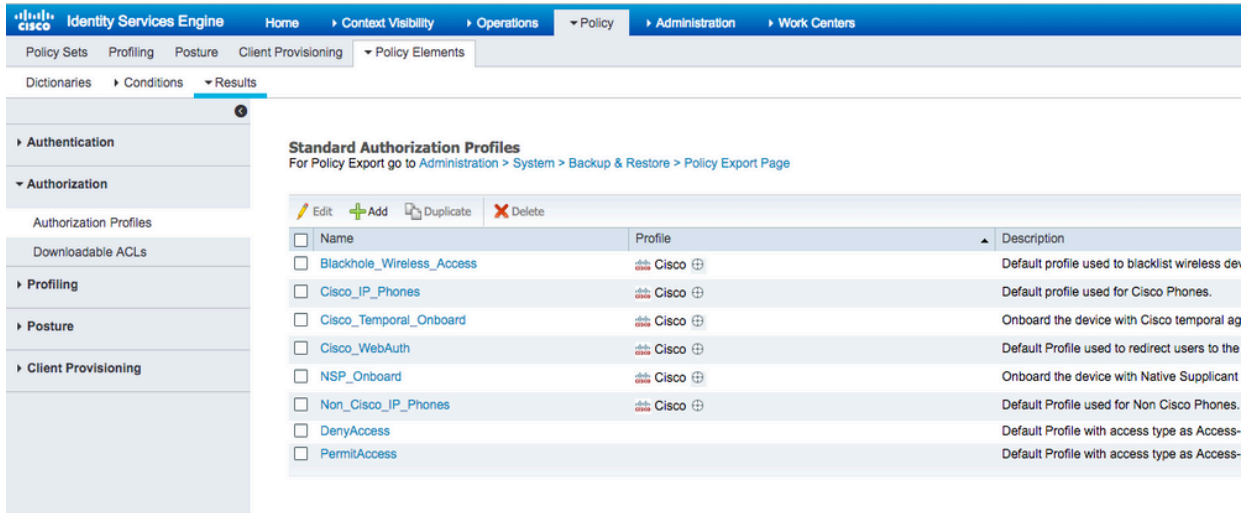 cisco Identity Services Engine Home Context Visibility Operations Policy Administration Work Centers
Policy Sets Profiling Posture Client Provisioning Policy Elements
Dictionaries Conditions Results
Authentication
Authorization
Authorization Profiles
Downloadable ACLs
Profiling
Posture
Client Provisioning
Standard Authorization Profiles
For Policy Export go to Administration > System > Backup & Restore > Policy Export Page
Edit Add Duplicate Delete
Name Profile Description
Blackhole_Wireless_Access Cisco Default profile used to blacklist wireless dev
Cisco_IP_Phones Cisco Default profile used for Cisco Phones.
Cisco_Temporal_Onboard Cisco Onboard the device with Cisco temporal ag
Cisco_WebAuth Cisco Default Profile used to redirect users to the
NSP_Onboard Cisco Onboard the device with Native Supplicant
Non_Cisco_IP_Phones Cisco Default Profile used for Non Cisco Phones.
DenyAccess Default Profile with access type as Access-
PermitAccess Default Profile with access type as Access-